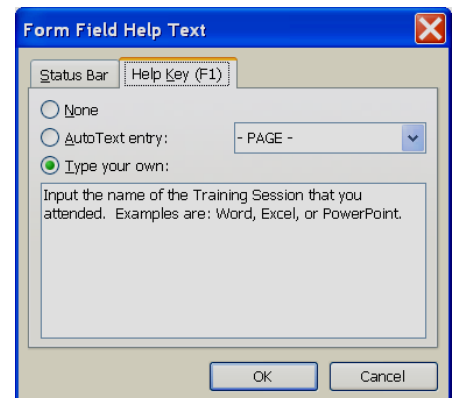 Form Field Help Text
Status Bar Help Key (F1)
None
AutoText entry: - PAGE -
Type your own:
Input the name of the Training Session that you
attended.  Examples are: Word, Excel, or PowerPoint.
OK Cancel